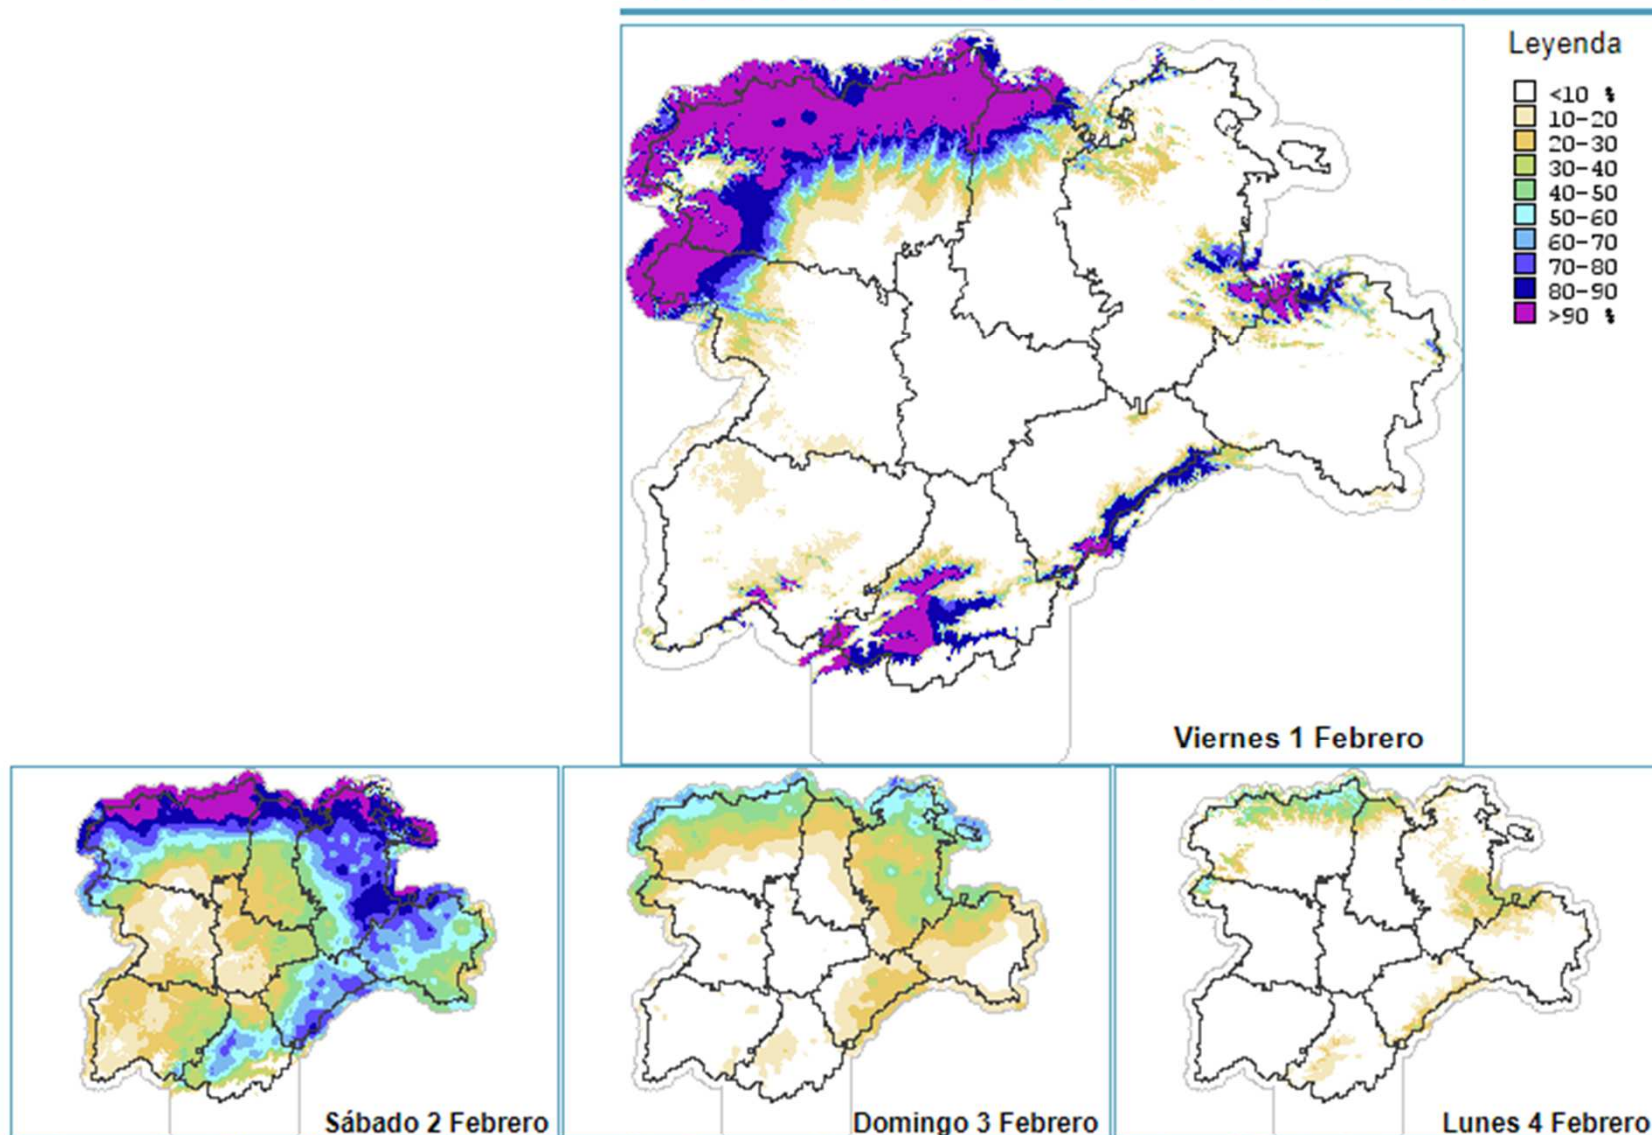 Leyenda
<10 %
10-20
20-30
30-40
40-50
50-60
60-70
70-80
80-90
>90 %
Viernes 1 Febrero
Sábado 2 Febrero
Domingo 3 Febrero
Lunes 4 Febrero